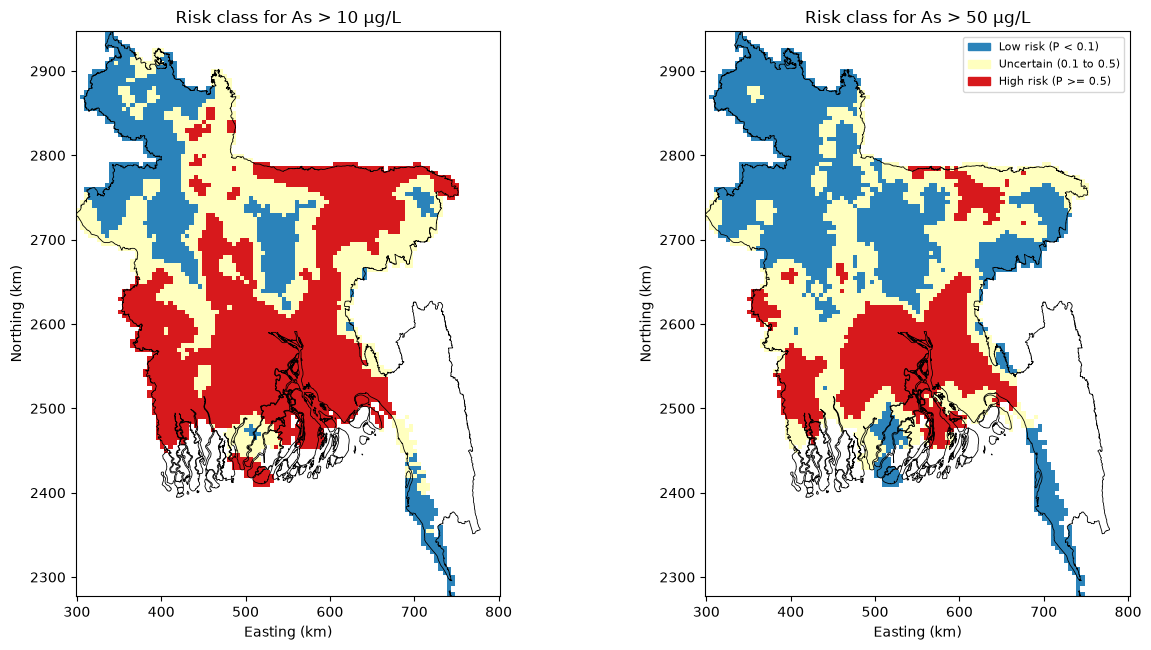 Risk class for As > 10 µg/L
2900
2800
2700
2600
2500
2400
2300
Northing (km)
300 400 500 600 700 800
Easting (km)
Risk class for As > 50 µg/L
Low risk (P < 0.1)
Uncertain (0.1 to 0.5)
High risk (P >= 0.5)
2900
2800
2700
2600
2500
2400
2300
Northing (km)
300 400 500 600 700 800
Easting (km)